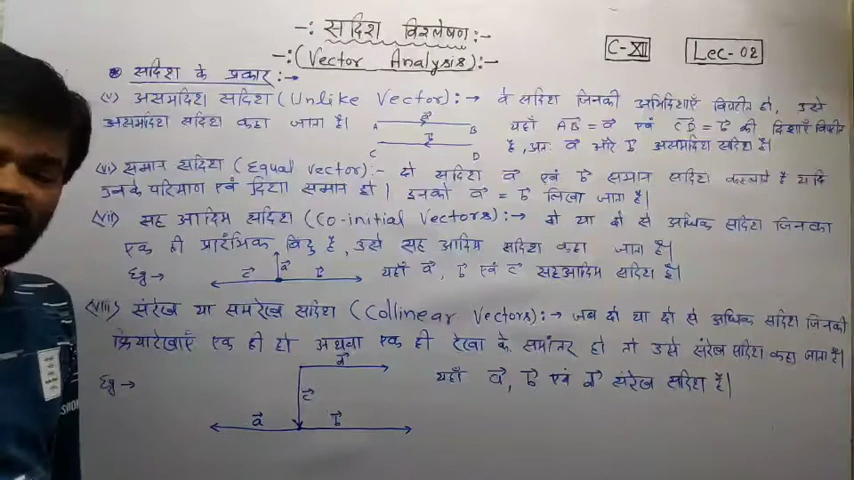 -: सदिश विश्लेषण :-
-: (Vector Analysis) :-
C-XII
Lec-02
सदिश के प्रकार :→
(v) असमदिश सदिश (Unlike Vector) :→ वे सदिश जिनकी अभिदिशाएँ विपरीत हो, उसे
असमदिश सदिश कहा जाता है। यहाँ AB⃗ = a⃗ एवं CD⃗ = b⃗ की दिशाएँ विपरीत
A a⃗ B
C b⃗ D
है, अतः a⃗ और b⃗ असमदिश सदिश है।
(vi) समान सदिश (Equal Vector) :- दो सदिश a⃗ एवं b⃗ समान सदिश कहलाते है यदि
उनके परिमाण एवं दिशा समान हो। इनको a⃗ = b⃗ लिखा जाता है।
(vii) सह आदिम सदिश (Co-initial Vectors) :→ दो या दो से अधिक सदिश जिनका
एक ही प्रारंभिक बिंदु है, उसे सह आदिम सदिश कहा जाता है।
Eg → c⃗ a⃗ b⃗ यहाँ a⃗, b⃗ एवं c⃗ सहआदिम सदिश है।
(viii) संरेख या समरेख सदिश (Collinear Vectors) :→ जब दो या दो से अधिक सदिश जिनकी
क्रियारेखाएँ एक ही हो अथवा एक ही रेखा के समांतर हो तो उसे संरेख सदिश कहा जाता है।
d⃗
Eg → यहाँ a⃗, b⃗ एवं d⃗ संरेख सदिश है।
c⃗
a⃗ b⃗